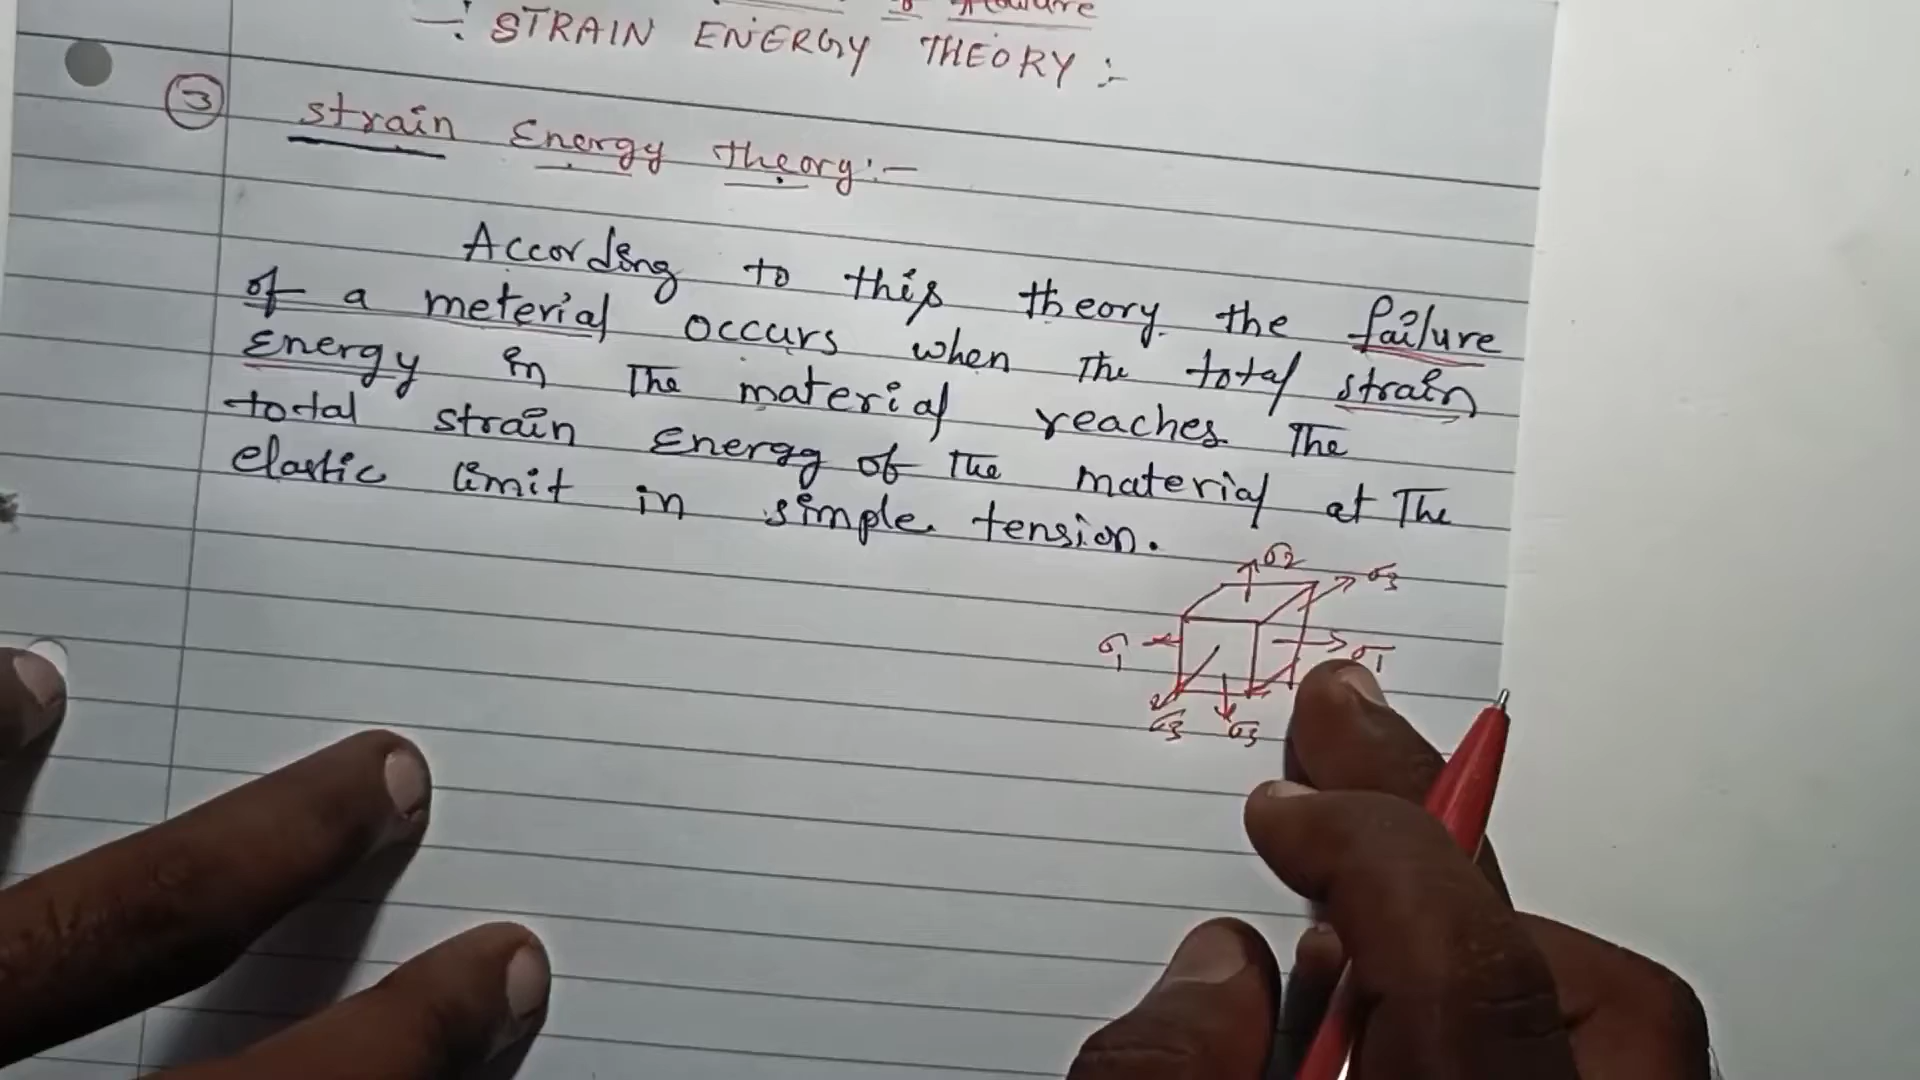 of Failure
-: STRAIN ENERGY THEORY :-
3 strain Energy theory:-
According to this theory the failure
of a meterial occurs when The total strain
Energy in The material reaches The
total strain Energy of The material at The
elastic limit in simple tension.
σ2
σ3
σ1 σ1
σ3 σ3